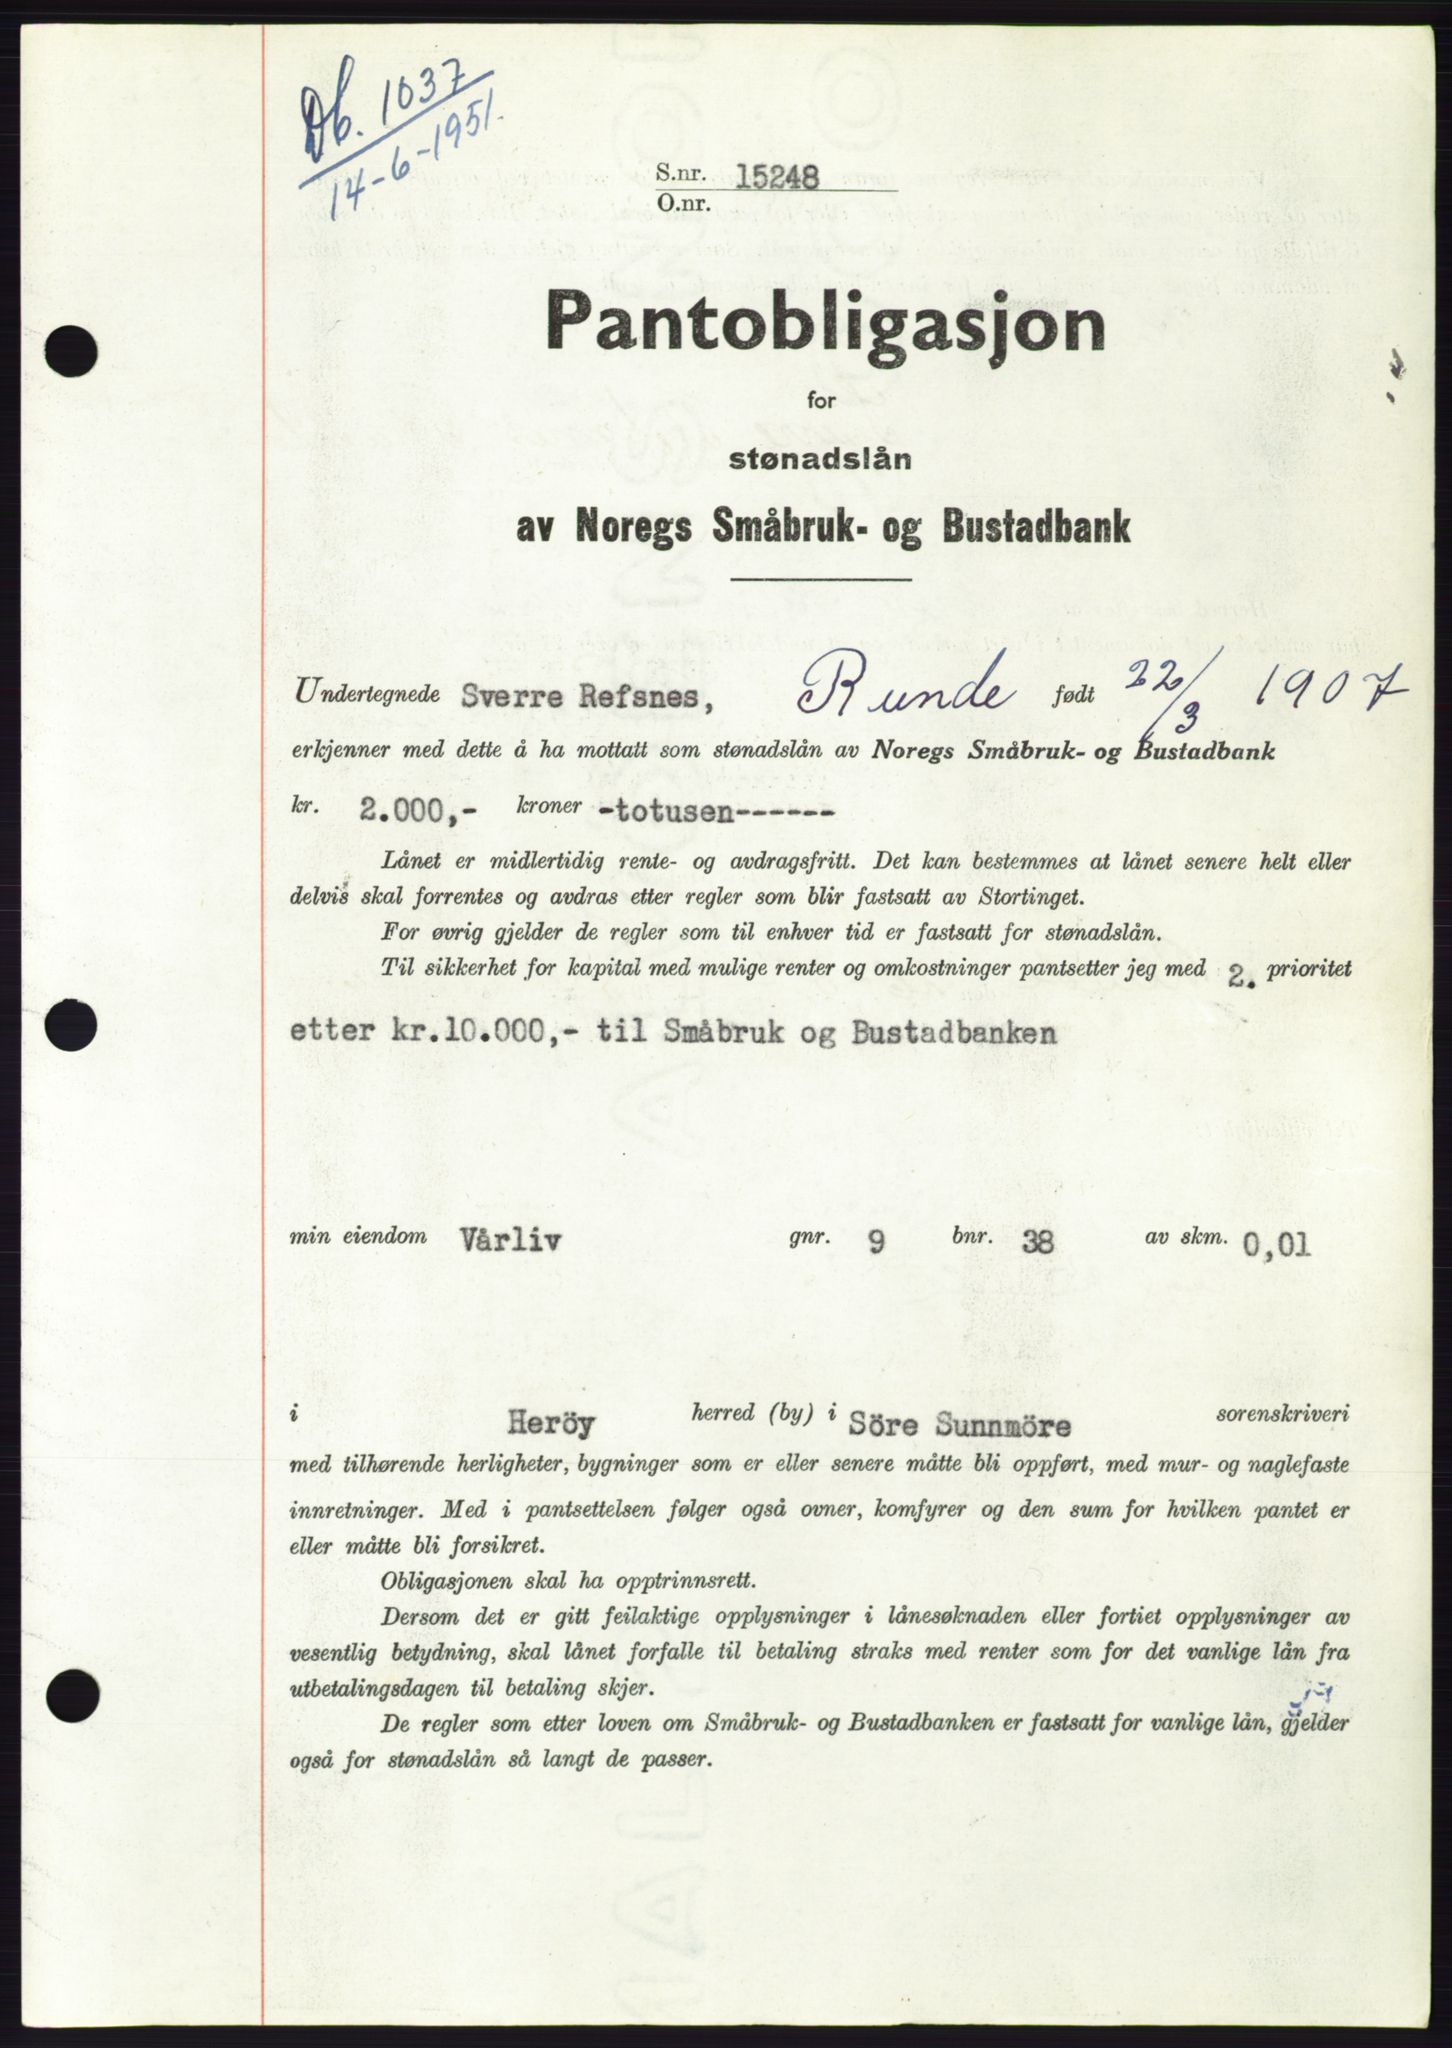 Db. 1037
14-6-1951.
S.nr. 15248
O.nr.
Pantobligasjon
for
stønadslån
av Noregs Småbruk- og Bustadbank
Undertegnede Sverre Refsnes, Runde født 22/3 1907
erkjenner med dette å ha mottatt som stønadslån av Noregs Småbruk- og Bustadbank
kr. 2.000,- kroner -totusen------
Lånet er midlertidig rente- og avdragsfritt. Det kan bestemmes at lånet senere helt eller
delvis skal forrentes og avdras etter regler som blir fastsatt av Stortinget.
For øvrig gjelder de regler som til enhver tid er fastsatt for stønadslån.
Til sikkerhet for kapital med mulige renter og omkostninger pantsetter jeg med 2. prioritet
etter kr.10.000,- til Småbruk og Bustadbanken
min eiendom Vårliv gnr. 9 bnr. 38 av skm. 0,01
i Heröy herred (by) i Söre Sunnmöre sorenskriveri
med tilhørende herligheter, bygninger som er eller senere måtte bli oppført, med mur- og naglefaste
innretninger. Med i pantsettelsen følger også ovner, komfyrer og den sum for hvilken pantet er
eller måtte bli forsikret.
Obligasjonen skal ha opptrinnsrett.
Dersom det er gitt feilaktige opplysninger i lånesøknaden eller fortiet opplysninger av
vesentlig betydning, skal lånet forfalle til betaling straks med renter som for det vanlige lån fra
utbetalingsdagen til betaling skjer.
De regler som etter loven om Småbruk- og Bustadbanken er fastsatt for vanlige lån, gjelder
også for stønadslån så langt de passer.